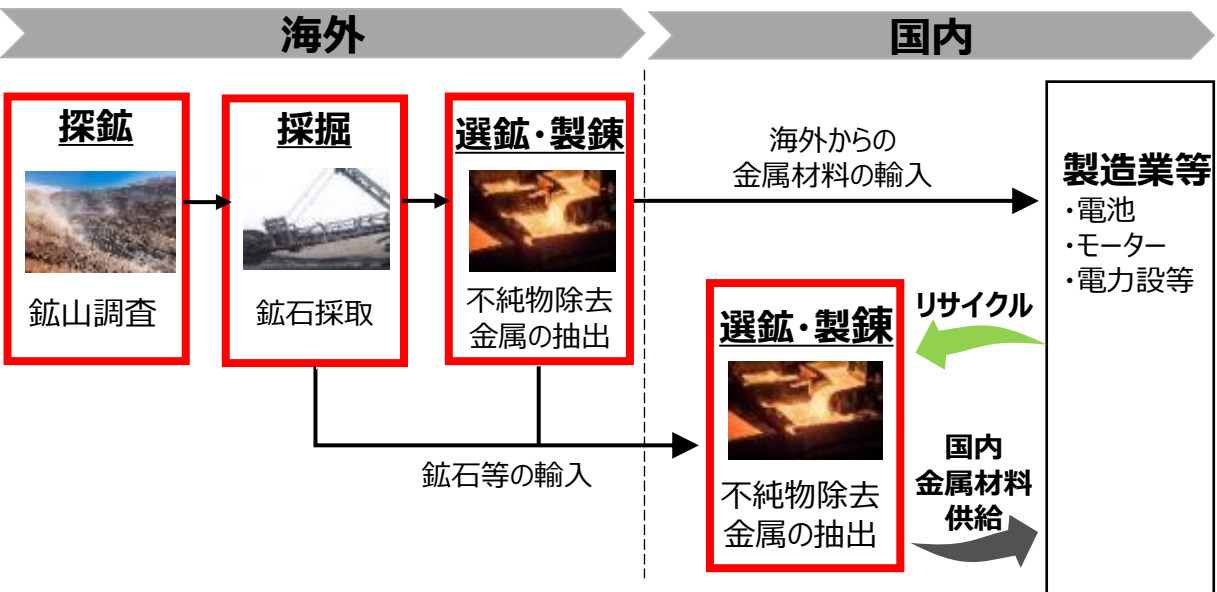 海外
国内
探鉱
鉱山調査
採掘
鉱石採取
選鉱・製錬
不純物除去
金属の抽出
海外からの
金属材料の輸入
鉱石等の輸入
選鉱・製錬
不純物除去
金属の抽出
リサイクル
国内
金属材料
供給
製造業等
・電池
・モーター
・電力設等